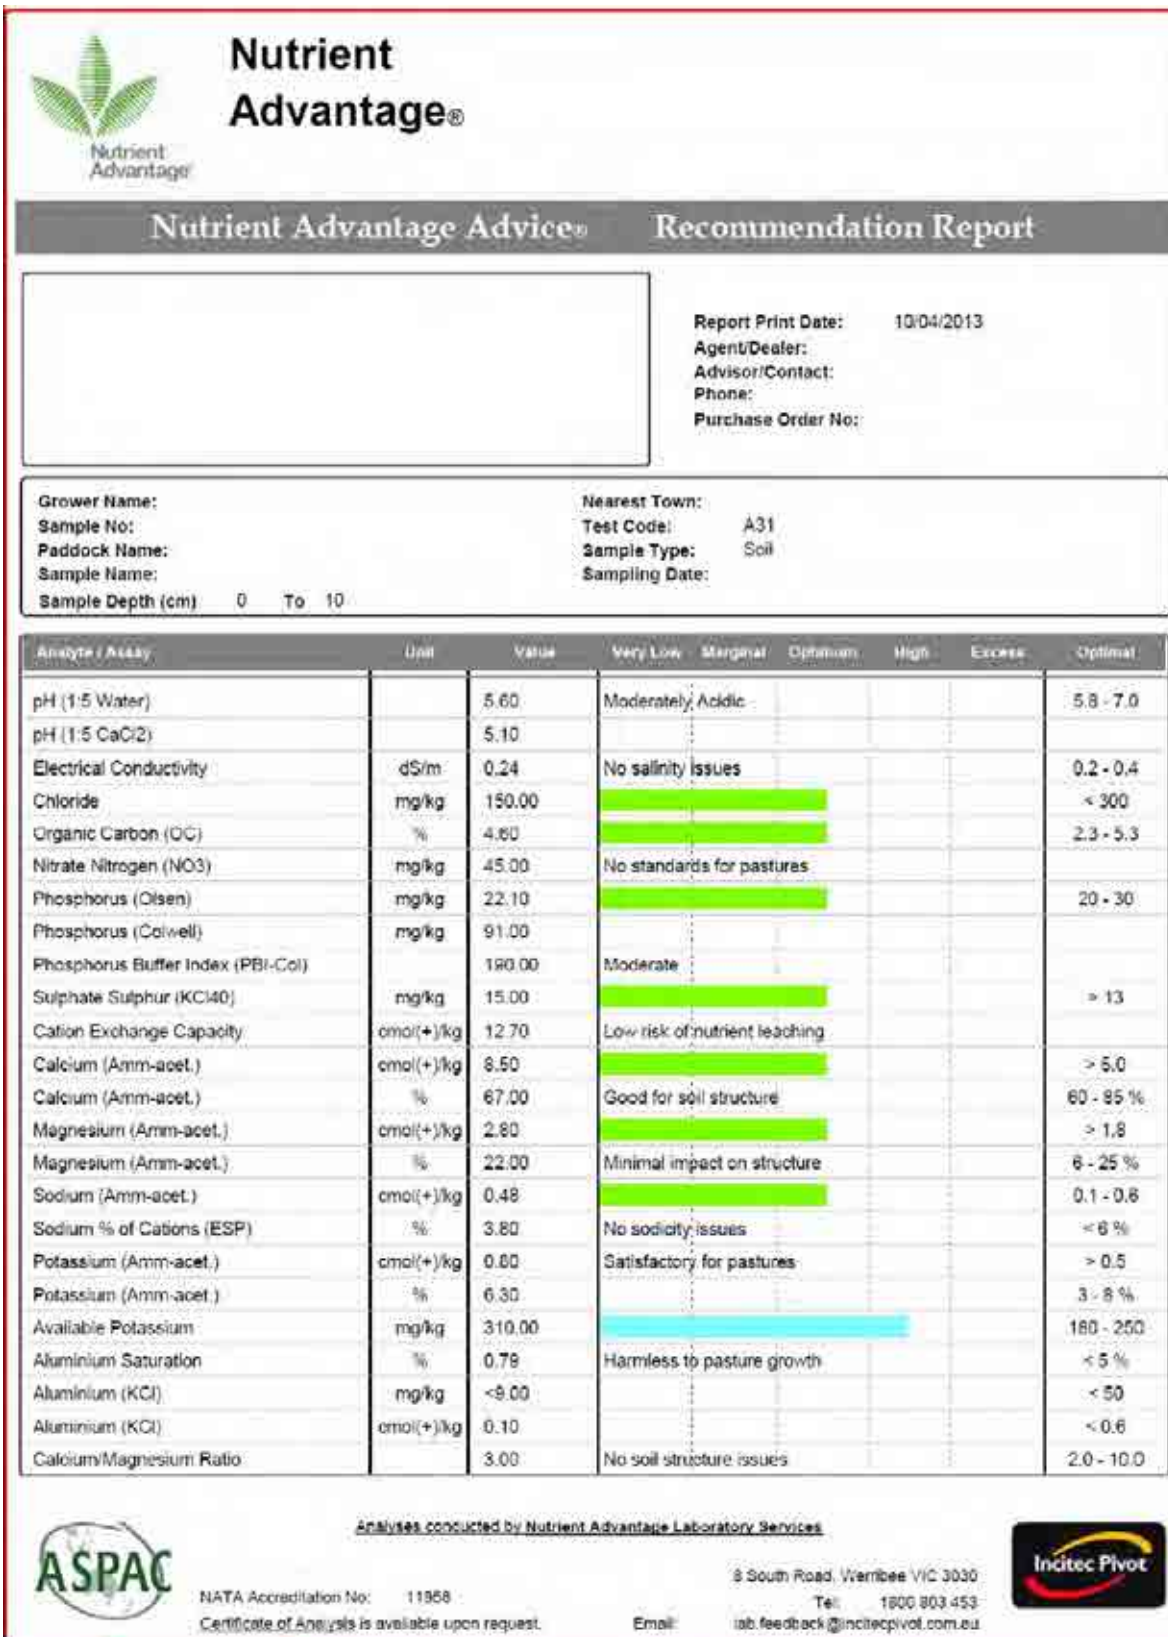 Nutrient
Advantage®
Nutrient
Advantage®
Nutrient Advantage Advice® Recommendation Report
Report Print Date: 10/04/2013
Agent/Dealer:
Advisor/Contact:
Phone:
Purchase Order No:
Grower Name: Nearest Town:
Sample No: Test Code: A31
Paddock Name: Sample Type: Soil
Sample Name: Sampling Date:
Sample Depth (cm) 0 To 10
Analyte / Assay Unit Value Very Low Marginal Optimum High Excess Optimal
pH (1:5 Water) 5.60 Moderately Acidic 5.8 - 7.0
pH (1:5 CaCl2) 5.10
Electrical Conductivity dS/m 0.24 No salinity issues 0.2 - 0.4
Chloride mg/kg 150.00 < 300
Organic Carbon (OC) % 4.60 2.3 - 5.3
Nitrate Nitrogen (NO3) mg/kg 45.00 No standards for pastures
Phosphorus (Olsen) mg/kg 22.10 20 - 30
Phosphorus (Colwell) mg/kg 91.00
Phosphorus Buffer Index (PBI-Col) 190.00 Moderate
Sulphate Sulphur (KCl40) mg/kg 15.00 > 13
Cation Exchange Capacity cmol(+)/kg 12.70 Low risk of nutrient leaching
Calcium (Amm-acet.) cmol(+)/kg 8.50 > 5.0
Calcium (Amm-acet.) % 67.00 Good for soil structure 60 - 85 %
Magnesium (Amm-acet.) cmol(+)/kg 2.80 > 1.8
Magnesium (Amm-acet.) % 22.00 Minimal impact on structure 6 - 25 %
Sodium (Amm-acet.) cmol(+)/kg 0.48 0.1 - 0.6
Sodium % of Cations (ESP) % 3.80 No sodicity issues < 6 %
Potassium (Amm-acet.) cmol(+)/kg 0.80 Satisfactory for pastures > 0.5
Potassium (Amm-acet.) % 6.30 3 - 8 %
Available Potassium mg/kg 310.00 180 - 250
Aluminium Saturation % 0.79 Harmless to pasture growth < 5 %
Aluminium (KCl) mg/kg <9.00 < 50
Aluminium (KCl) cmol(+)/kg 0.10 < 0.6
Calcium/Magnesium Ratio 3.00 No soil structure issues 2.0 - 10.0
Analyses conducted by Nutrient Advantage Laboratory Services
ASPAC
Incitec Pivot
8 South Road, Werribee VIC 3030
NATA Accreditation No: 11958 Tel: 1800 803 453
Certificate of Analysis is available upon request. Email: lab.feedback@incitecpivot.com.au